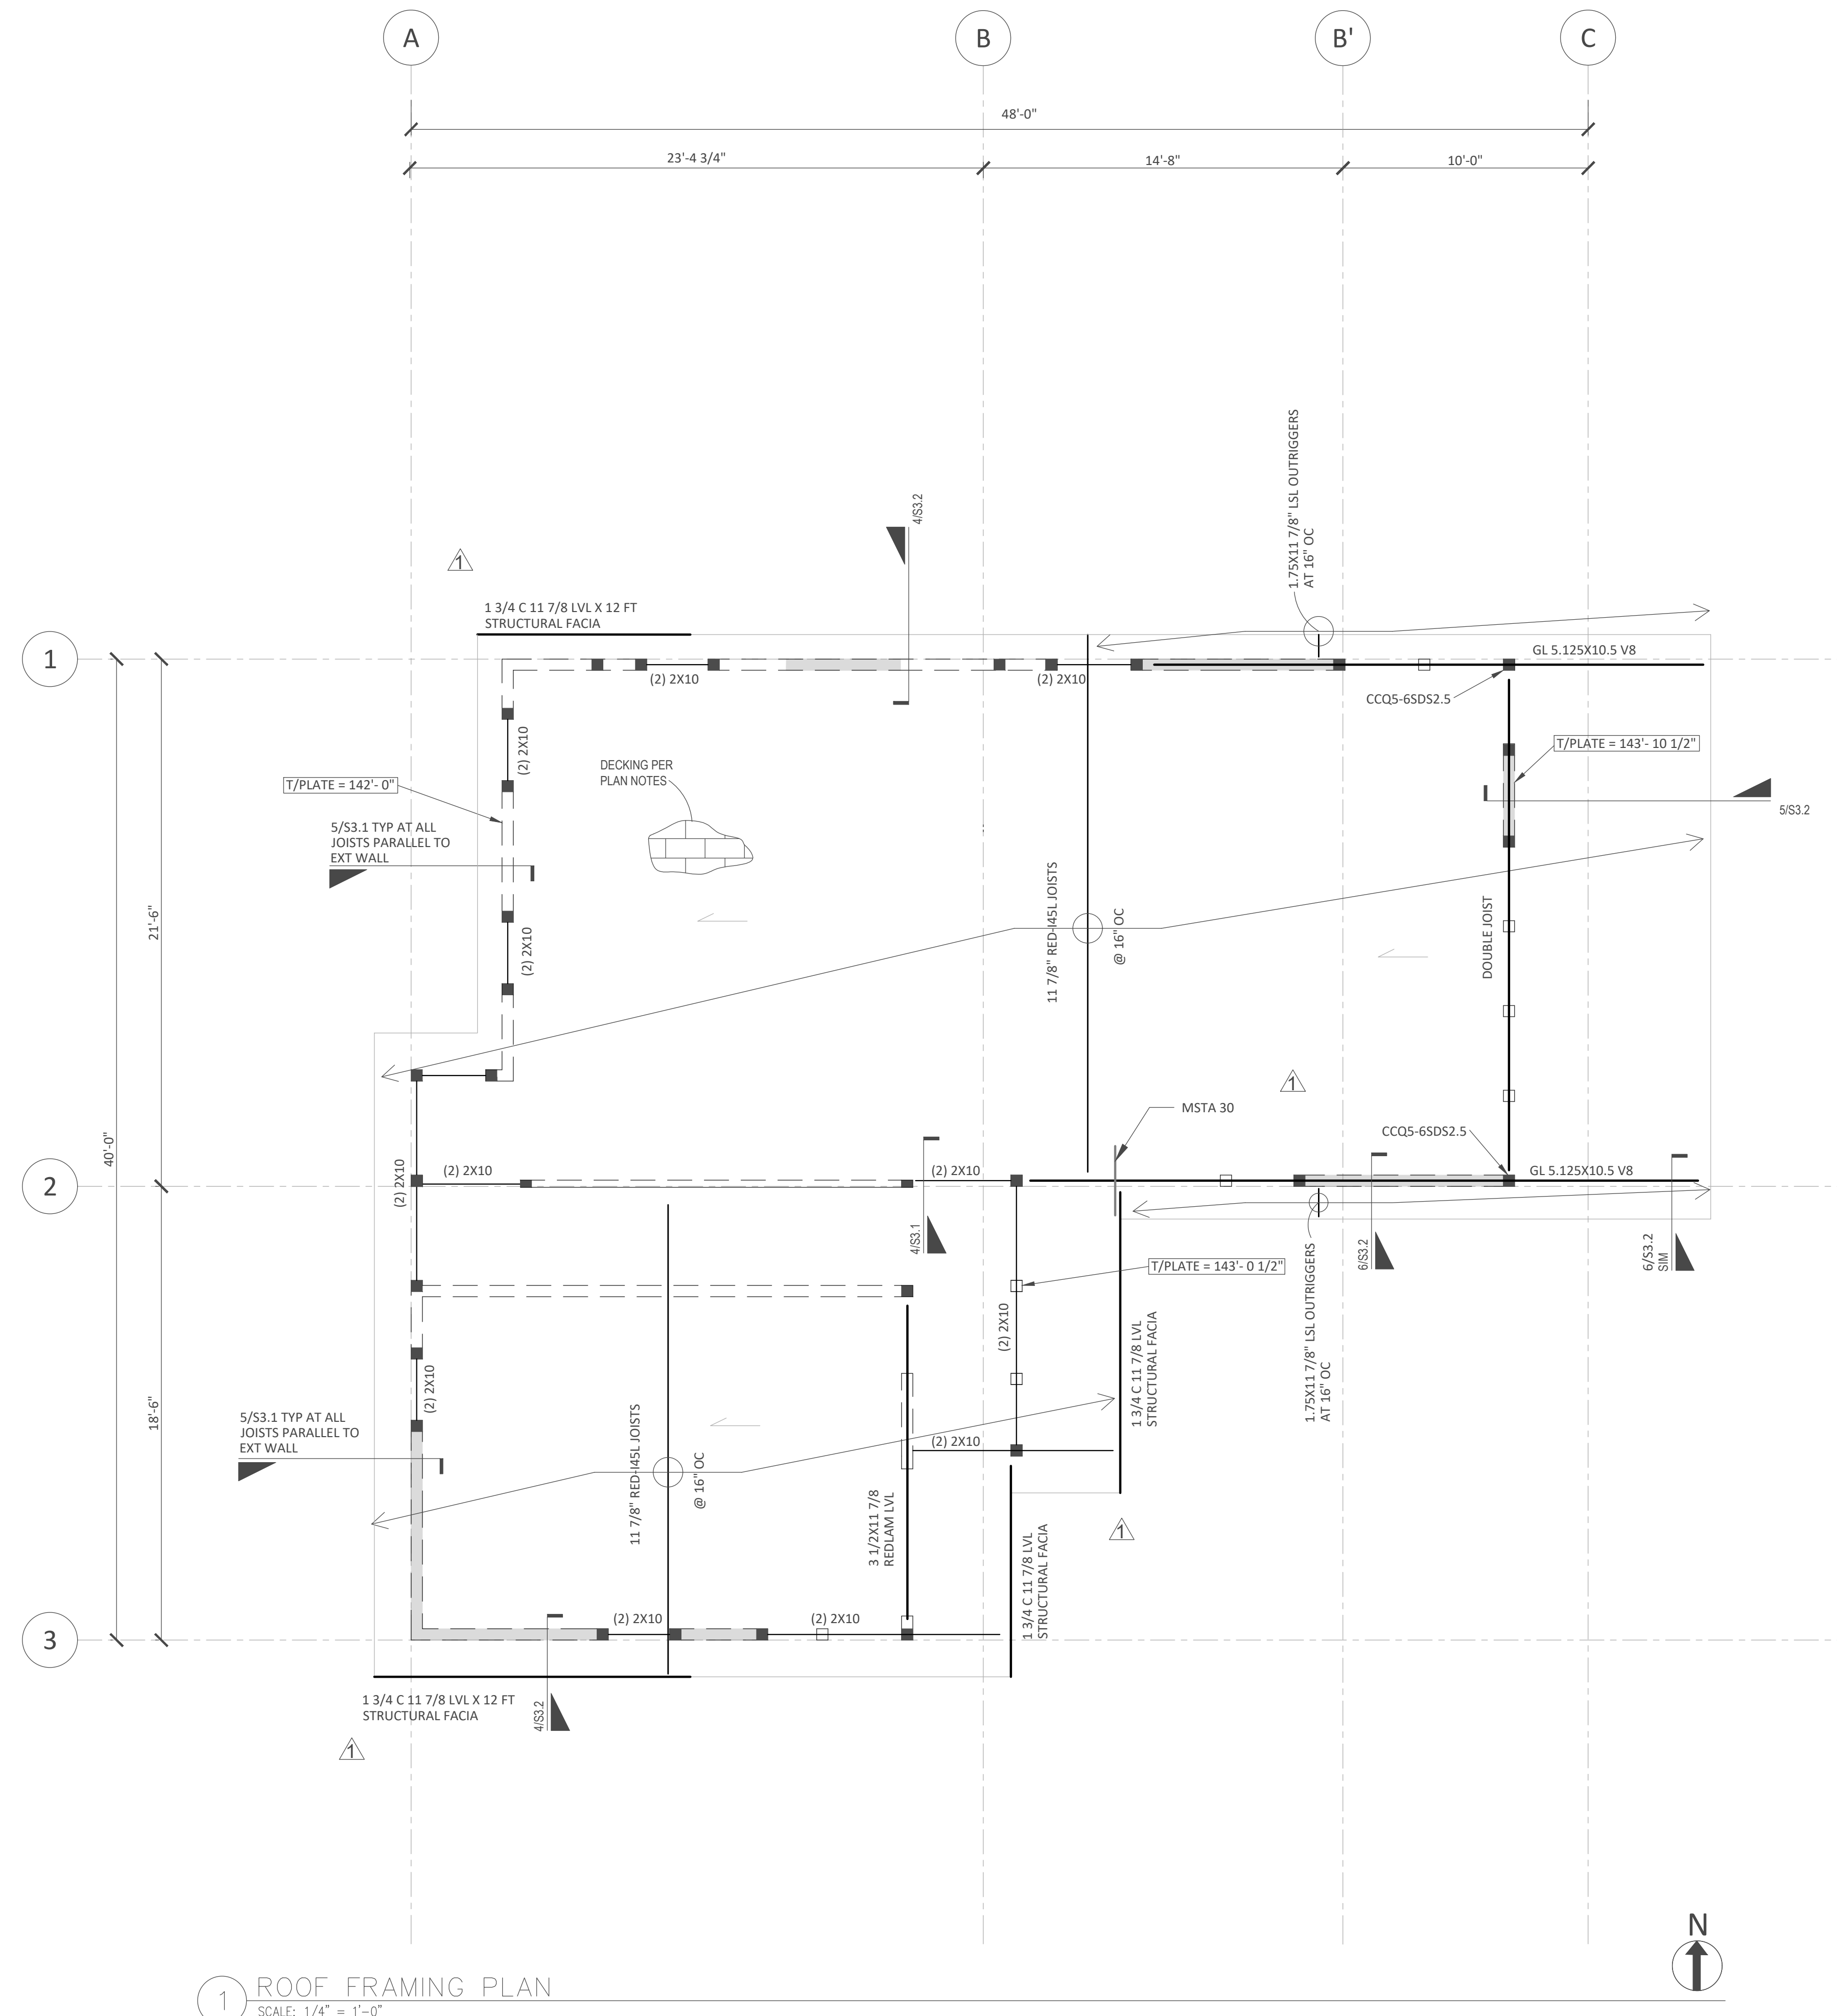 A
B
B'
C
48'-0"
23'-4 3/4"
14'-8"
10'-0"
1.75X11 7/8" LSL OUTRIGGERS
AT 16" OC
4/S3.2
1
1 3/4 C 11 7/8 LVL X 12 FT
STRUCTURAL FACIA
1
GL 5.125X10.5 V8
(2) 2X10
(2) 2X10
CCQ5-6SDS2.5
(2) 2X10
T/PLATE = 143'- 10 1/2"
DECKING PER
PLAN NOTES
T/PLATE = 142'- 0"
5/S3.2
5/S3.1 TYP AT ALL
JOISTS PARALLEL TO
EXT WALL
21'-6"
(2) 2X10
11 7/8" RED-I45L JOISTS
@ 16" OC
DOUBLE JOIST
1
MSTA 30
40'-0"
CCQ5-6SDS2.5
2
(2) 2X10
(2) 2X10
(2) 2X10
GL 5.125X10.5 V8
4/S3.1
6/S3.2
6/S3.2
SIM
T/PLATE = 143'- 0 1/2"
(2) 2X10
1 3/4 C 11 7/8 LVL
STRUCTURAL FACIA
1.75X11 7/8" LSL OUTRIGGERS
AT 16" OC
18'-6"
(2) 2X10
5/S3.1 TYP AT ALL
JOISTS PARALLEL TO
EXT WALL
11 7/8" RED-I45L JOISTS
@ 16" OC
(2) 2X10
3 1/2X11 7/8
REDLAM LVL
1
1 3/4 C 11 7/8 LVL
STRUCTURAL FACIA
3
(2) 2X10
(2) 2X10
1 3/4 C 11 7/8 LVL X 12 FT
STRUCTURAL FACIA
4/S3.2
1
N
1
ROOF FRAMING PLAN
SCALE: 1/4" = 1'-0"